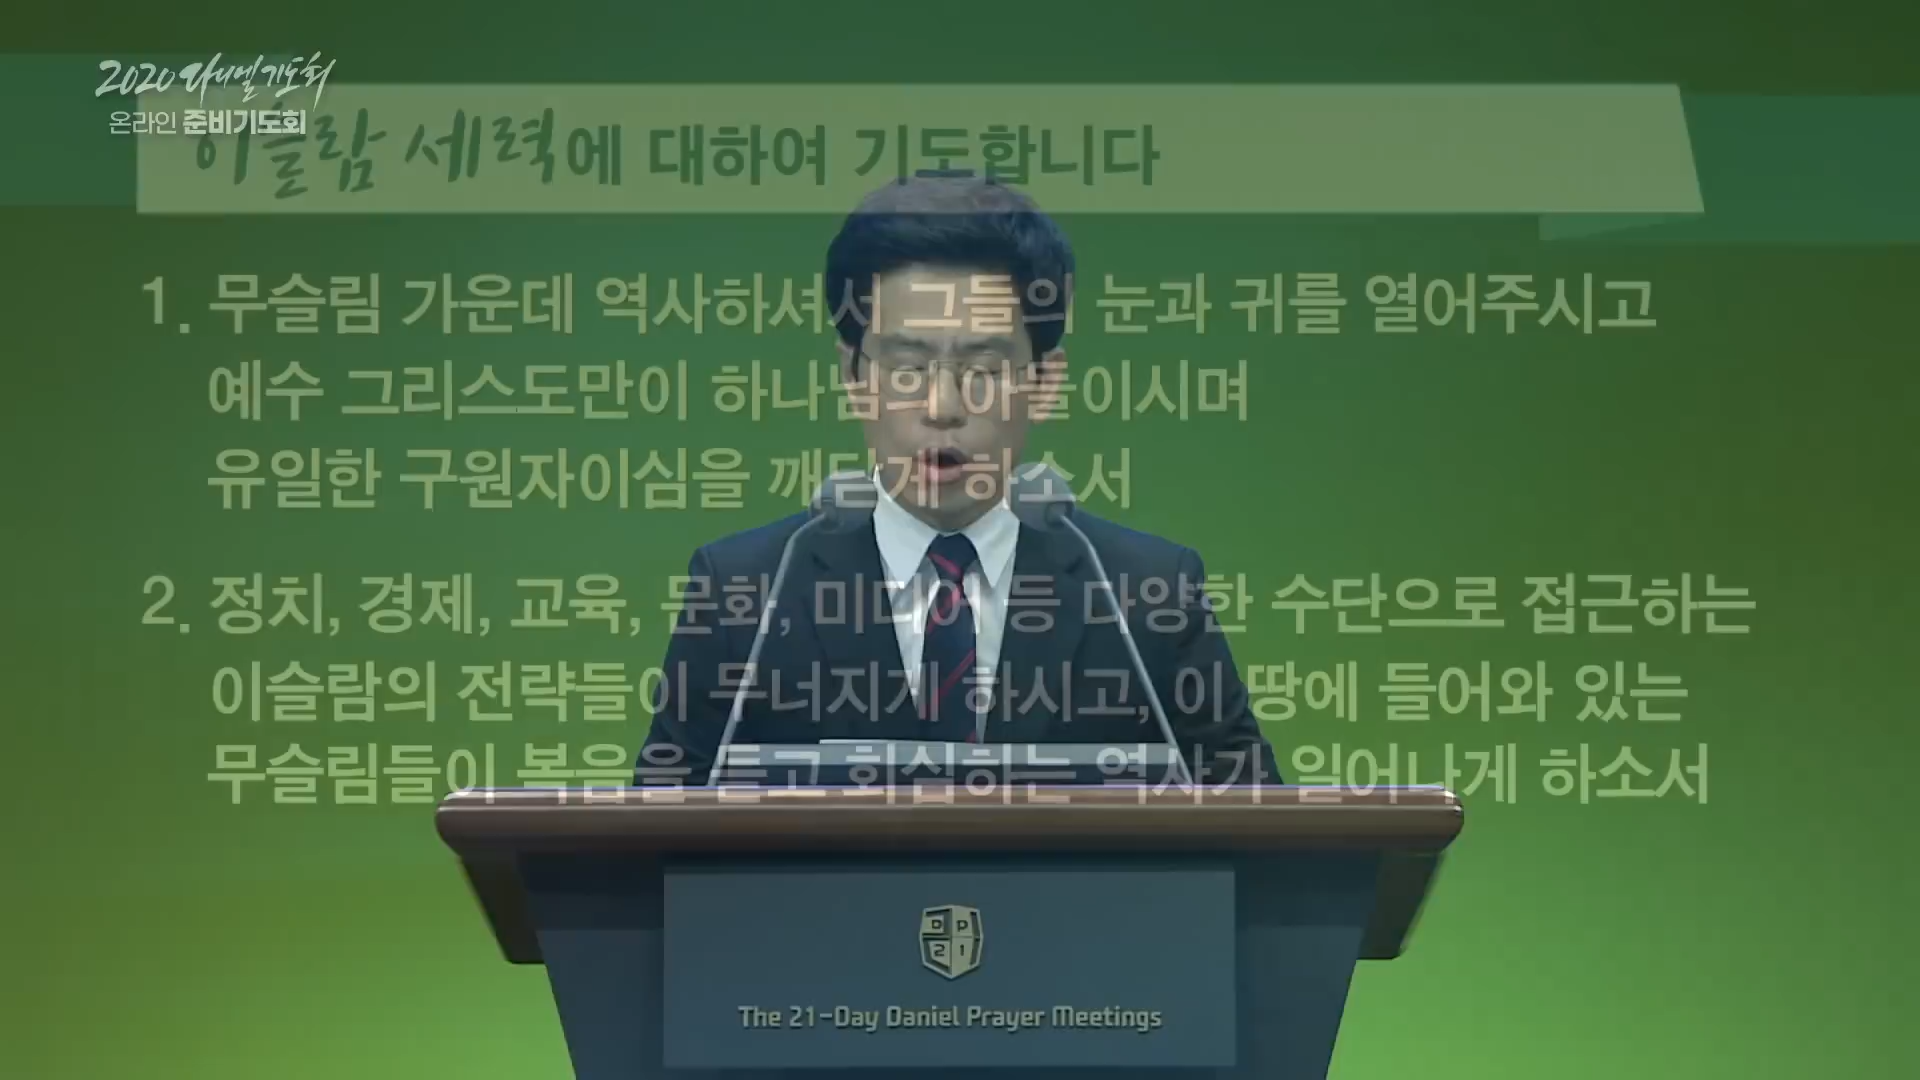 2020 다니엘기도회
온라인 준비기도회
이슬람 세력에 대하여 기도합니다
1. 무슬림 가운데 역사하셔서 그들의 눈과 귀를 열어주시고
예수 그리스도만이 하나님의 아들이시며
유일한 구원자이심을 깨닫게 하소서
2. 정치, 경제, 교육, 문화, 미디어 등 다양한 수단으로 접근하는
이슬람의 전략들이 무너지게 하시고, 이 땅에 들어와 있는
무슬림들이 복음을 듣고 회심하는 역사가 일어나게 하소서
D P
2 1
The 21-Day Daniel Prayer Meetings